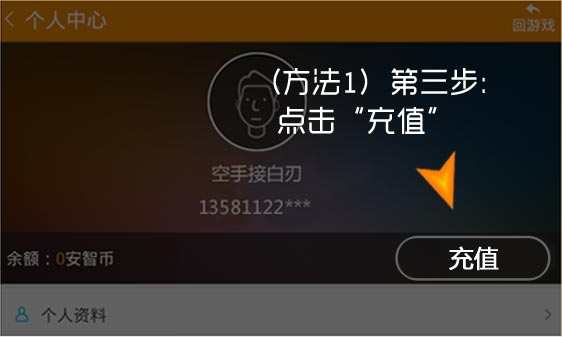 个人中心
回游戏
（方法1）第三步：
点击“充值”
空手接白刃
13581122***
余额：0安智币
充值
个人资料